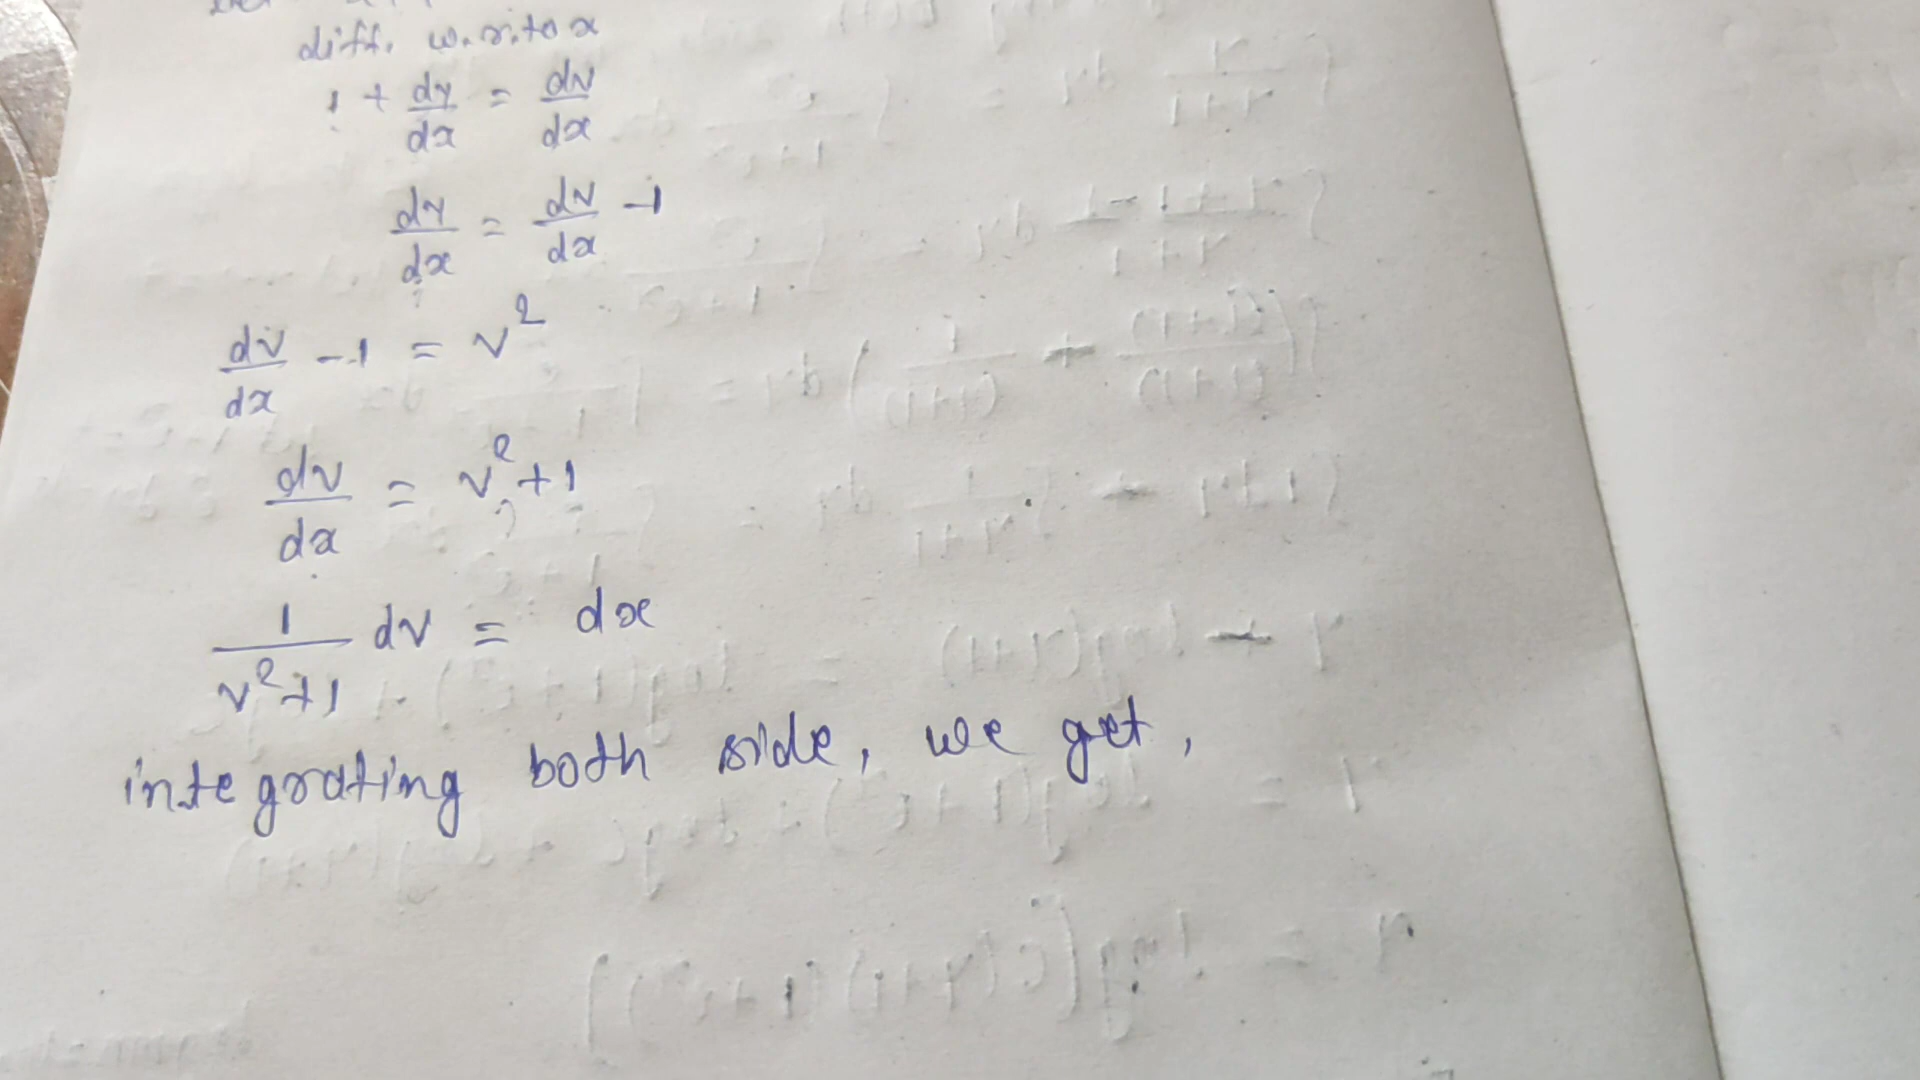 diff. w.r.to x
1 + dy/dx = dv/dx
dy/dx = dv/dx - 1
dv/dx - 1 = v²
dv/dx = v² + 1
1/(v²+1) dv = dx
integrating both side, we get,